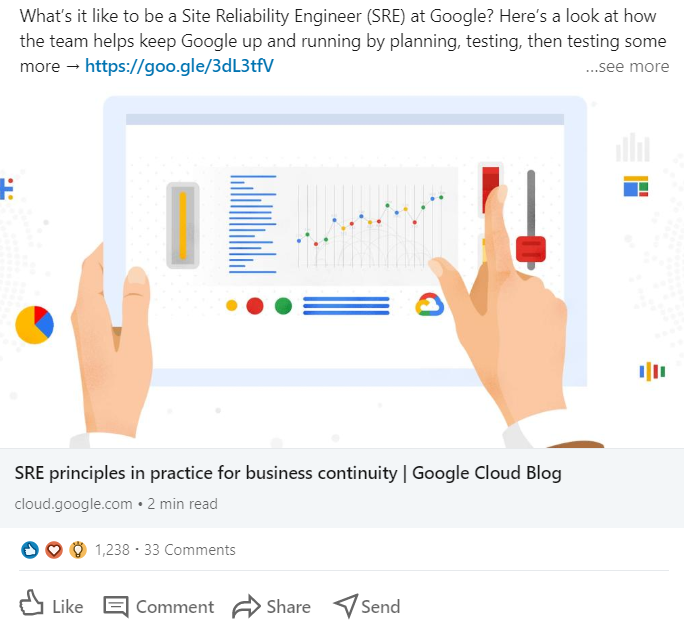 What's it like to be a Site Reliability Engineer (SRE) at Google? Here's a look at how
the team helps keep Google up and running by planning, testing, then testing some
more → https://goo.gle/3dL3tfV
...see more
SRE principles in practice for business continuity | Google Cloud Blog
cloud.google.com • 2 min read
1,238 · 33 Comments
Like Comment Share Send